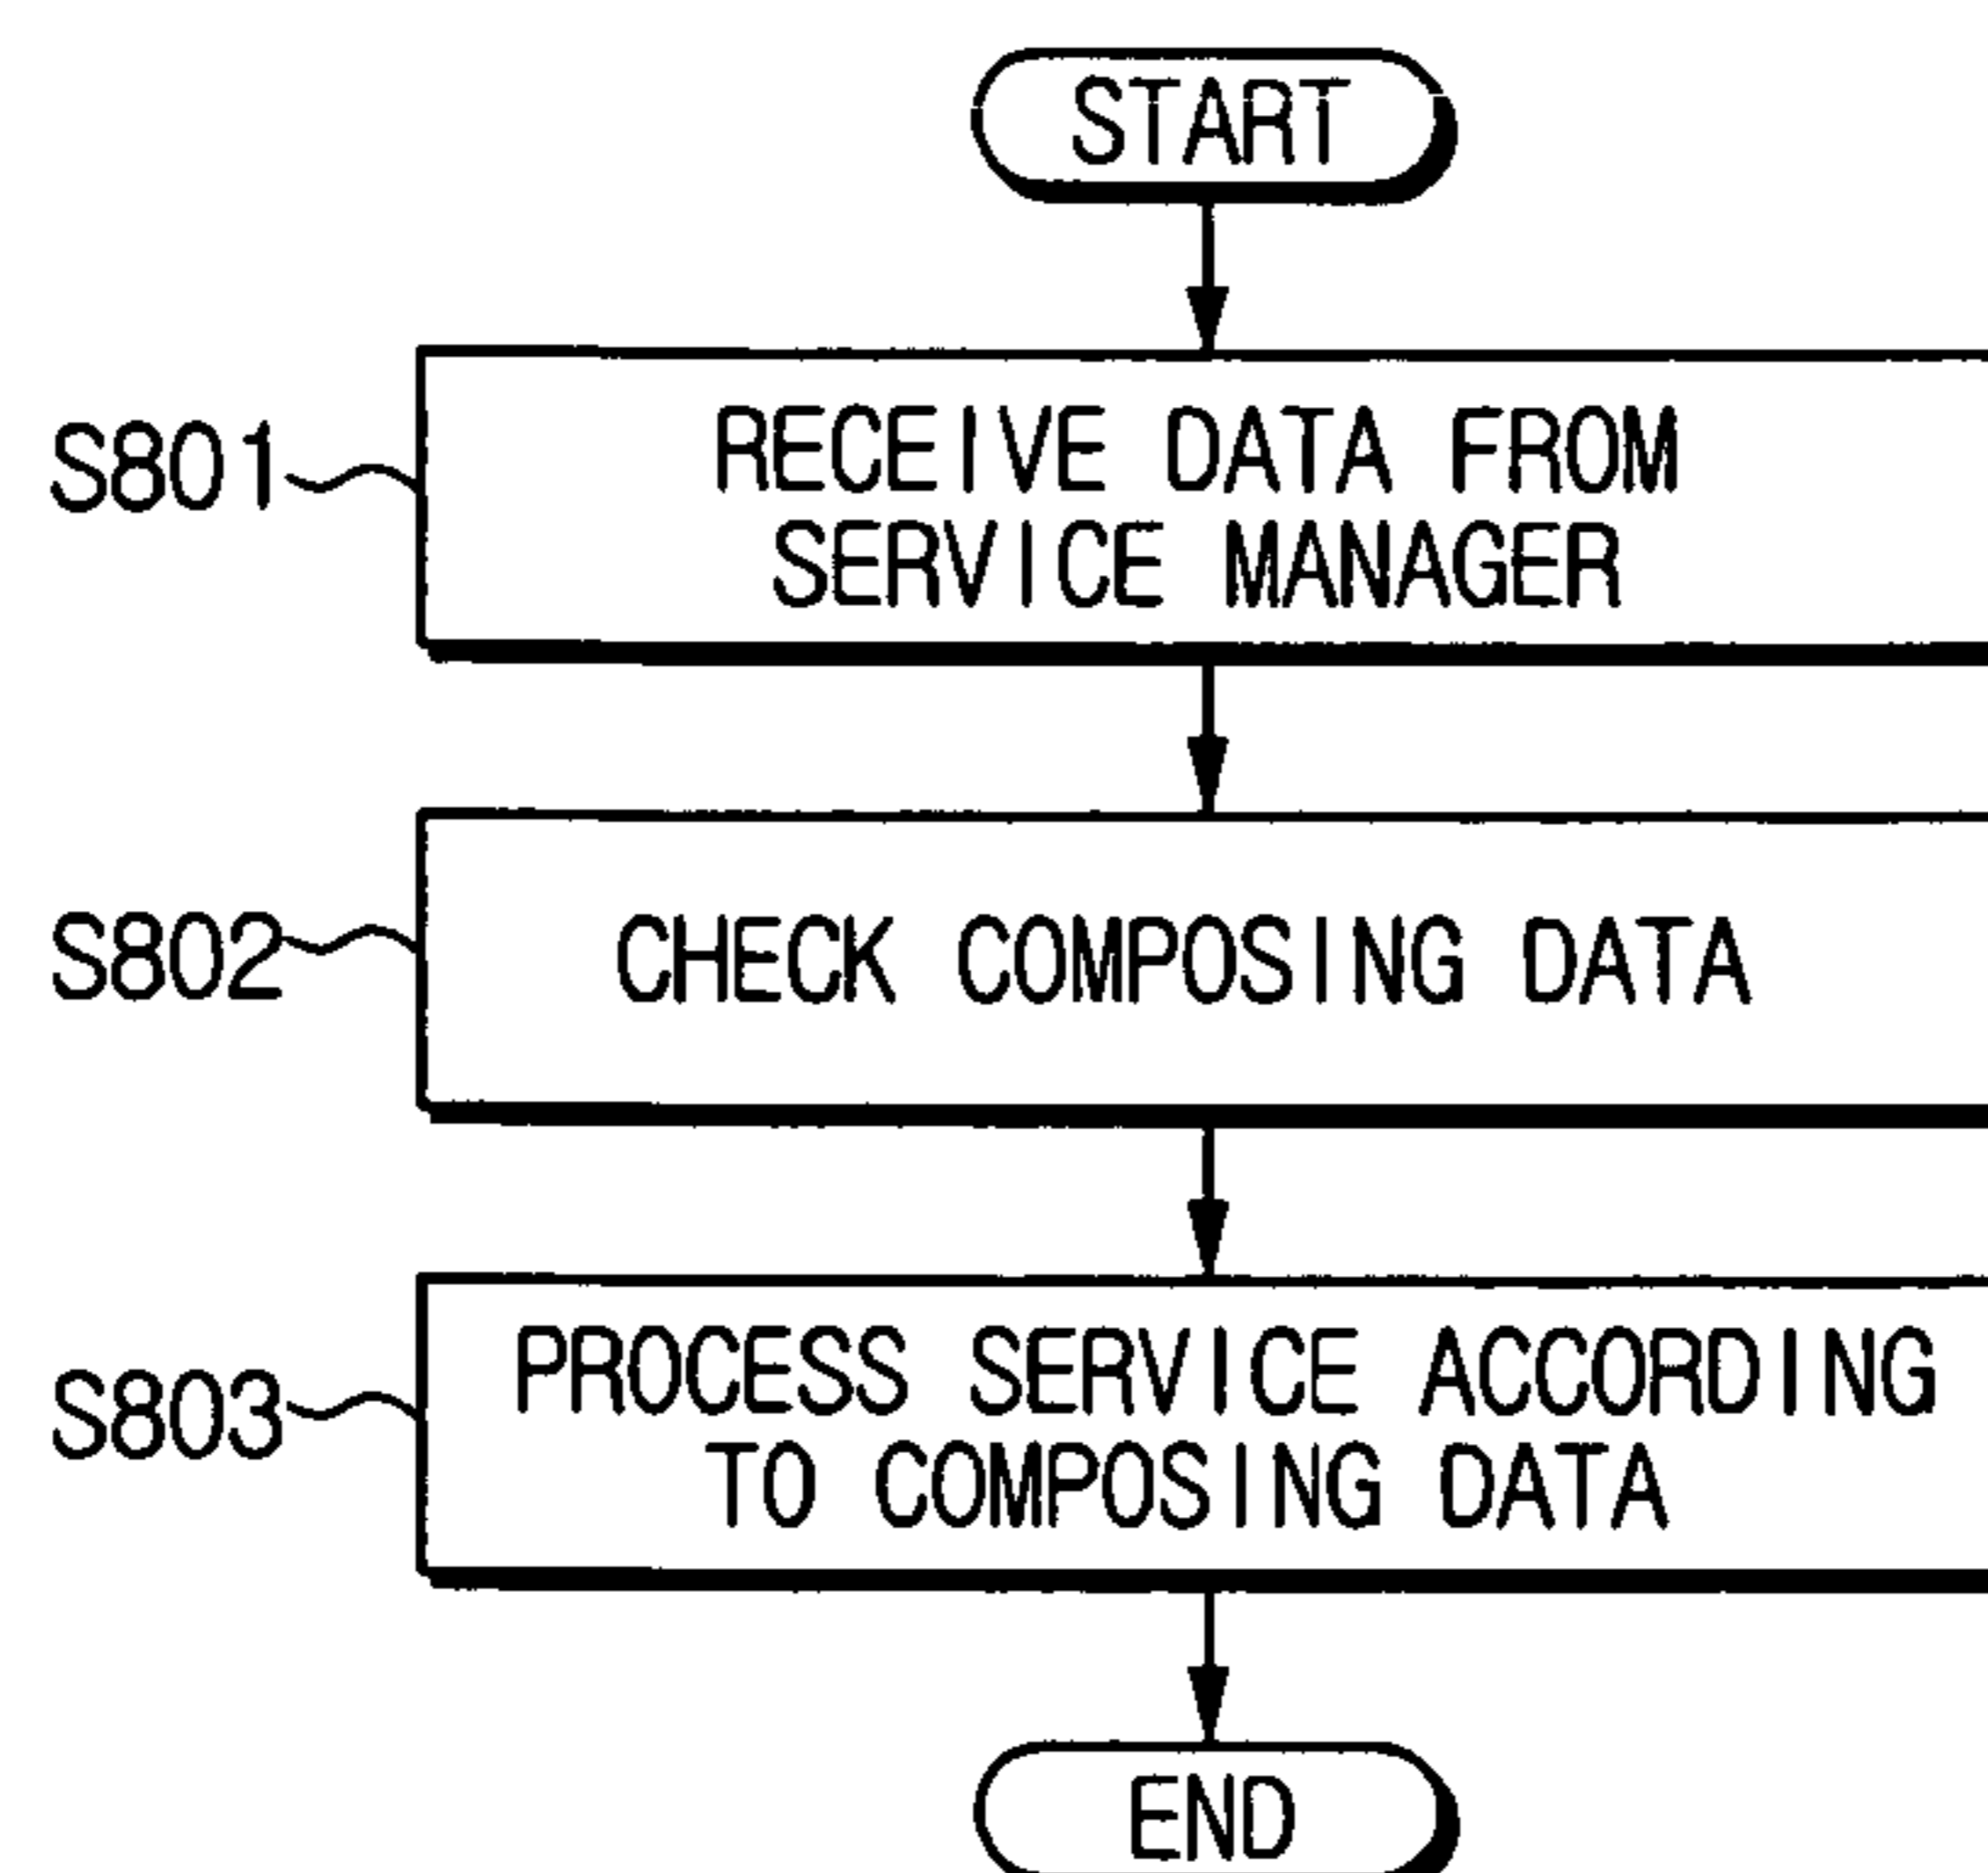 START
S801
RECEIVE DATA FROM
SERVICE MANAGER
S802
CHECK COMPOSING DATA
S803
PROCESS SERVICE ACCORDING
TO COMPOSING DATA
END